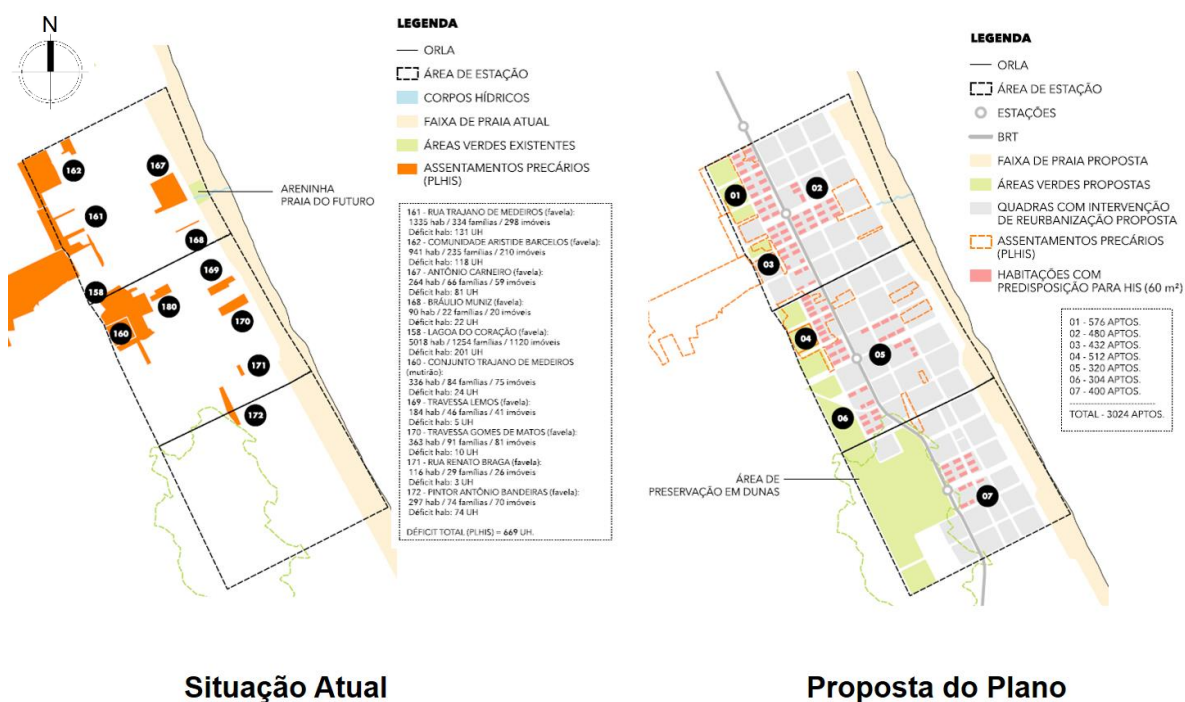 N
LEGENDA
ORLA
ÁREA DE ESTAÇÃO
CORPOS HÍDRICOS
FAIXA DE PRAIA ATUAL
ÁREAS VERDES EXISTENTES
ASSENTAMENTOS PRECÁRIOS
(PLHIS)
162
167
161
168
158
169
180
160
170
171
172
ARENINHA
PRAIA DO FUTURO
161 - RUA TRAJANO DE MEDEIROS (favela):
1335 hab / 334 famílias / 298 imóveis
Déficit hab: 131 UH
162 - COMUNIDADE ARISTIDE BARCELOS (favela):
941 hab / 235 famílias / 210 imóveis
Déficit hab: 118 UH
167 - ANTÔNIO CARNEIRO (favela):
264 hab / 66 famílias / 59 imóveis
Déficit hab: 81 UH
168 - BRÁULIO MUNIZ (favela):
90 hab / 22 famílias / 20 imóveis
Déficit hab: 22 UH
158 - LAGOA DO CORAÇÃO (favela):
5018 hab / 1254 famílias / 1120 imóveis
Déficit hab: 201 UH
160 - CONJUNTO TRAJANO DE MEDEIROS
(mutirão):
336 hab / 84 famílias / 75 imóveis
Déficit hab: 24 UH
169 - TRAVESSA LEMOS (favela):
184 hab / 46 famílias / 41 imóveis
Déficit hab: 5 UH
170 - TRAVESSA GOMES DE MATOS (favela):
363 hab / 91 famílias / 81 imóveis
Déficit hab: 10 UH
171 - RUA RENATO BRAGA (favela):
116 hab / 29 famílias / 26 imóveis
Déficit hab: 3 UH
172 - PINTOR ANTÔNIO BANDEIRAS (favela):
297 hab / 74 famílias / 70 imóveis
Déficit hab: 74 UH
DÉFICIT TOTAL (PLHIS) = 669 UH.
Situação Atual
LEGENDA
ORLA
ÁREA DE ESTAÇÃO
ESTAÇÕES
BRT
FAIXA DE PRAIA PROPOSTA
ÁREAS VERDES PROPOSTAS
QUADRAS COM INTERVENÇÃO
DE REURBANIZAÇÃO PROPOSTA
ASSENTAMENTOS PRECÁRIOS
(PLHIS)
HABITAÇÕES COM
PREDISPOSIÇÃO PARA HIS (60 m²)
01 - 576 APTOS.
02 - 480 APTOS.
03 - 432 APTOS.
04 - 512 APTOS.
05 - 320 APTOS.
06 - 304 APTOS.
07 - 400 APTOS.
TOTAL - 3024 APTOS.
01
02
03
04
05
06
07
ÁREA DE
PRESERVAÇÃO EM DUNAS
Proposta do Plano